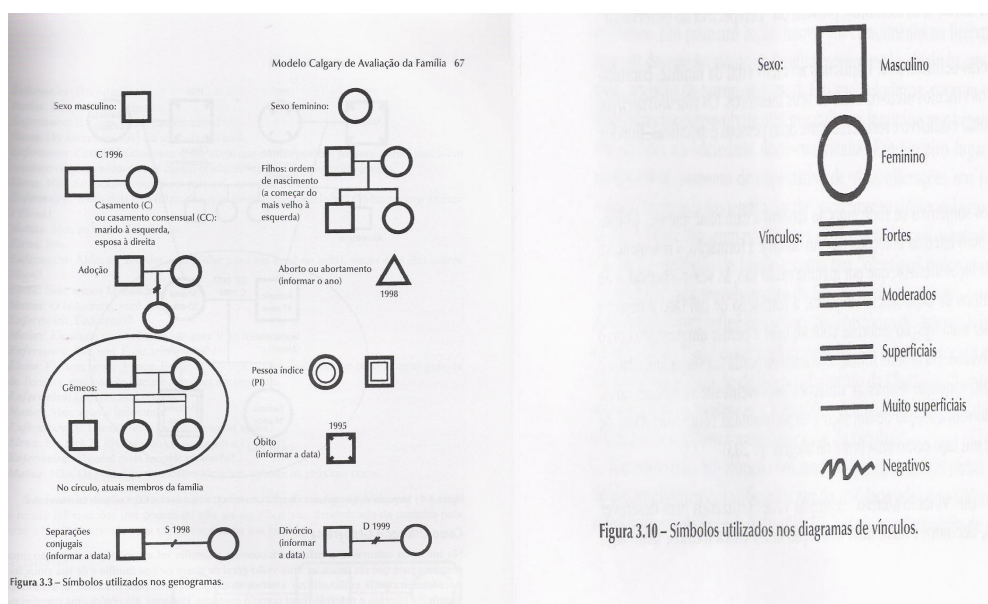 Modelo Calgary de Avaliação da Família 67
Sexo masculino:
Sexo feminino:
C 1996
Casamento (C)
ou casamento consensual (CC):
marido à esquerda,
esposa à direita
Filhos: ordem
de nascimento
(a começar do
mais velho à
esquerda)
Adoção
Aborto ou abortamento
(informar o ano)
1998
Gêmeos:
Pessoa índice
(PI)
1995
Óbito
(informar a data)
No círculo, atuais membros da família
Separações
conjugais
(informar a data)
S 1998
Divórcio
(informar
a data)
D 1999
Figura 3.3 – Símbolos utilizados nos genogramas.
Sexo:
Masculino
Feminino
Vínculos:
Fortes
Moderados
Superficiais
Muito superficiais
Negativos
Figura 3.10 – Símbolos utilizados nos diagramas de vínculos.